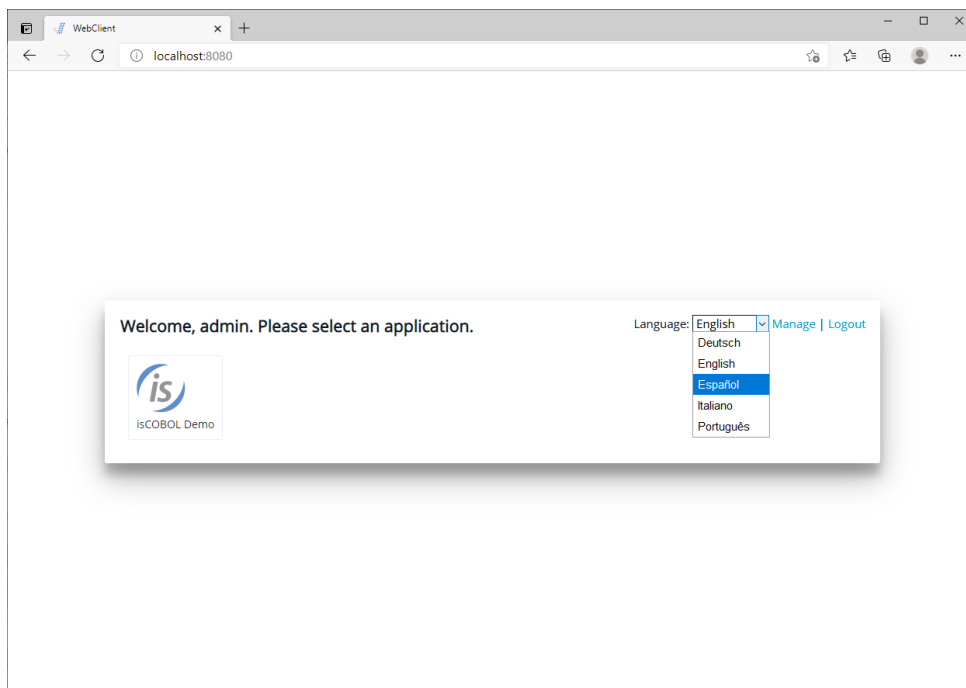 WebClient
localhost:8080
Welcome, admin. Please select an application.
Language: English Manage | Logout
Deutsch
English
Español
Italiano
Português
is
isCOBOL Demo